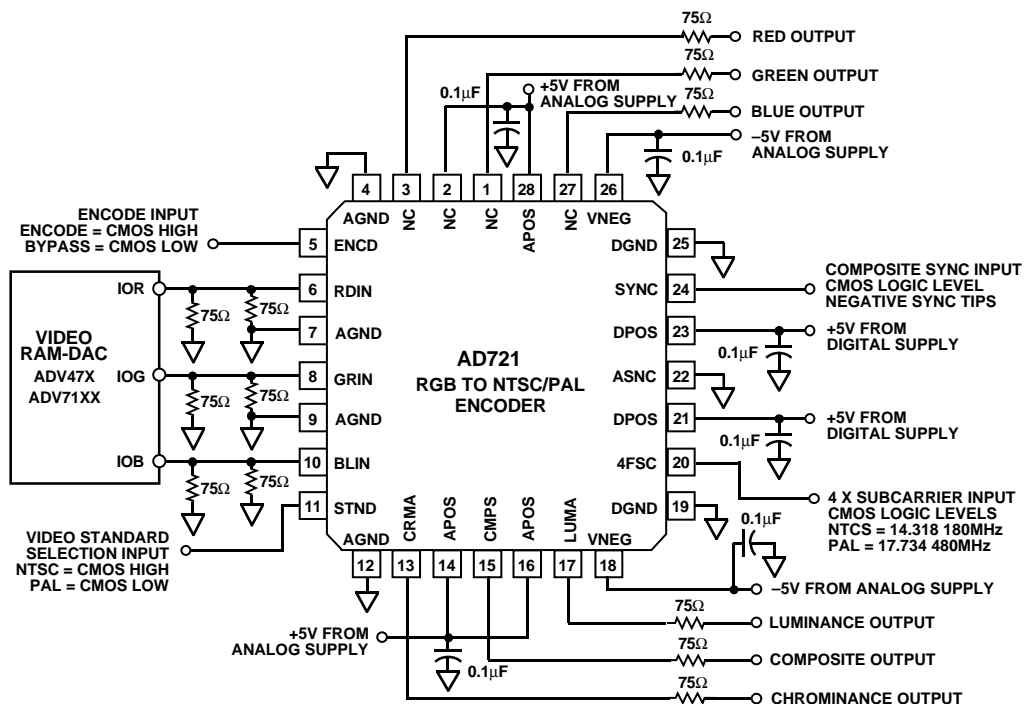 75Ω
RED OUTPUT
75Ω
GREEN OUTPUT
0.1µF
+5V FROM
ANALOG SUPPLY
75Ω
BLUE OUTPUT
–5V FROM
ANALOG SUPPLY
0.1µF
4
3
2
1
28
27
26
AGND
NC
NC
NC
APOS
NC
VNEG
ENCODE INPUT
ENCODE = CMOS HIGH
BYPASS = CMOS LOW
5
ENCD
DGND
25
IOR
6
RDIN
SYNC
24
COMPOSITE SYNC INPUT
CMOS LOGIC LEVEL
NEGATIVE SYNC TIPS
75Ω
75Ω
VIDEO
RAM-DAC
ADV47X
ADV71XX
7
AGND
DPOS
23
+5V FROM
DIGITAL SUPPLY
0.1µF
AD721
RGB TO NTSC/PAL
ENCODER
IOG
8
GRIN
ASNC
22
75Ω
75Ω
9
AGND
DPOS
21
+5V FROM
DIGITAL SUPPLY
0.1µF
IOB
10
BLIN
4FSC
20
75Ω
75Ω
4 X SUBCARRIER INPUT
CMOS LOGIC LEVELS
NTCS = 14.318 180MHz
PAL = 17.734 480MHz
11
STND
DGND
19
0.1µF
VIDEO STANDARD
SELECTION INPUT
NTSC = CMOS HIGH
PAL = CMOS LOW
AGND
CRMA
APOS
CMPS
APOS
LUMA
VNEG
12
13
14
15
16
17
18
–5V FROM ANALOG SUPPLY
75Ω
LUMINANCE OUTPUT
+5V FROM
ANALOG SUPPLY
0.1µF
75Ω
COMPOSITE OUTPUT
75Ω
CHROMINANCE OUTPUT